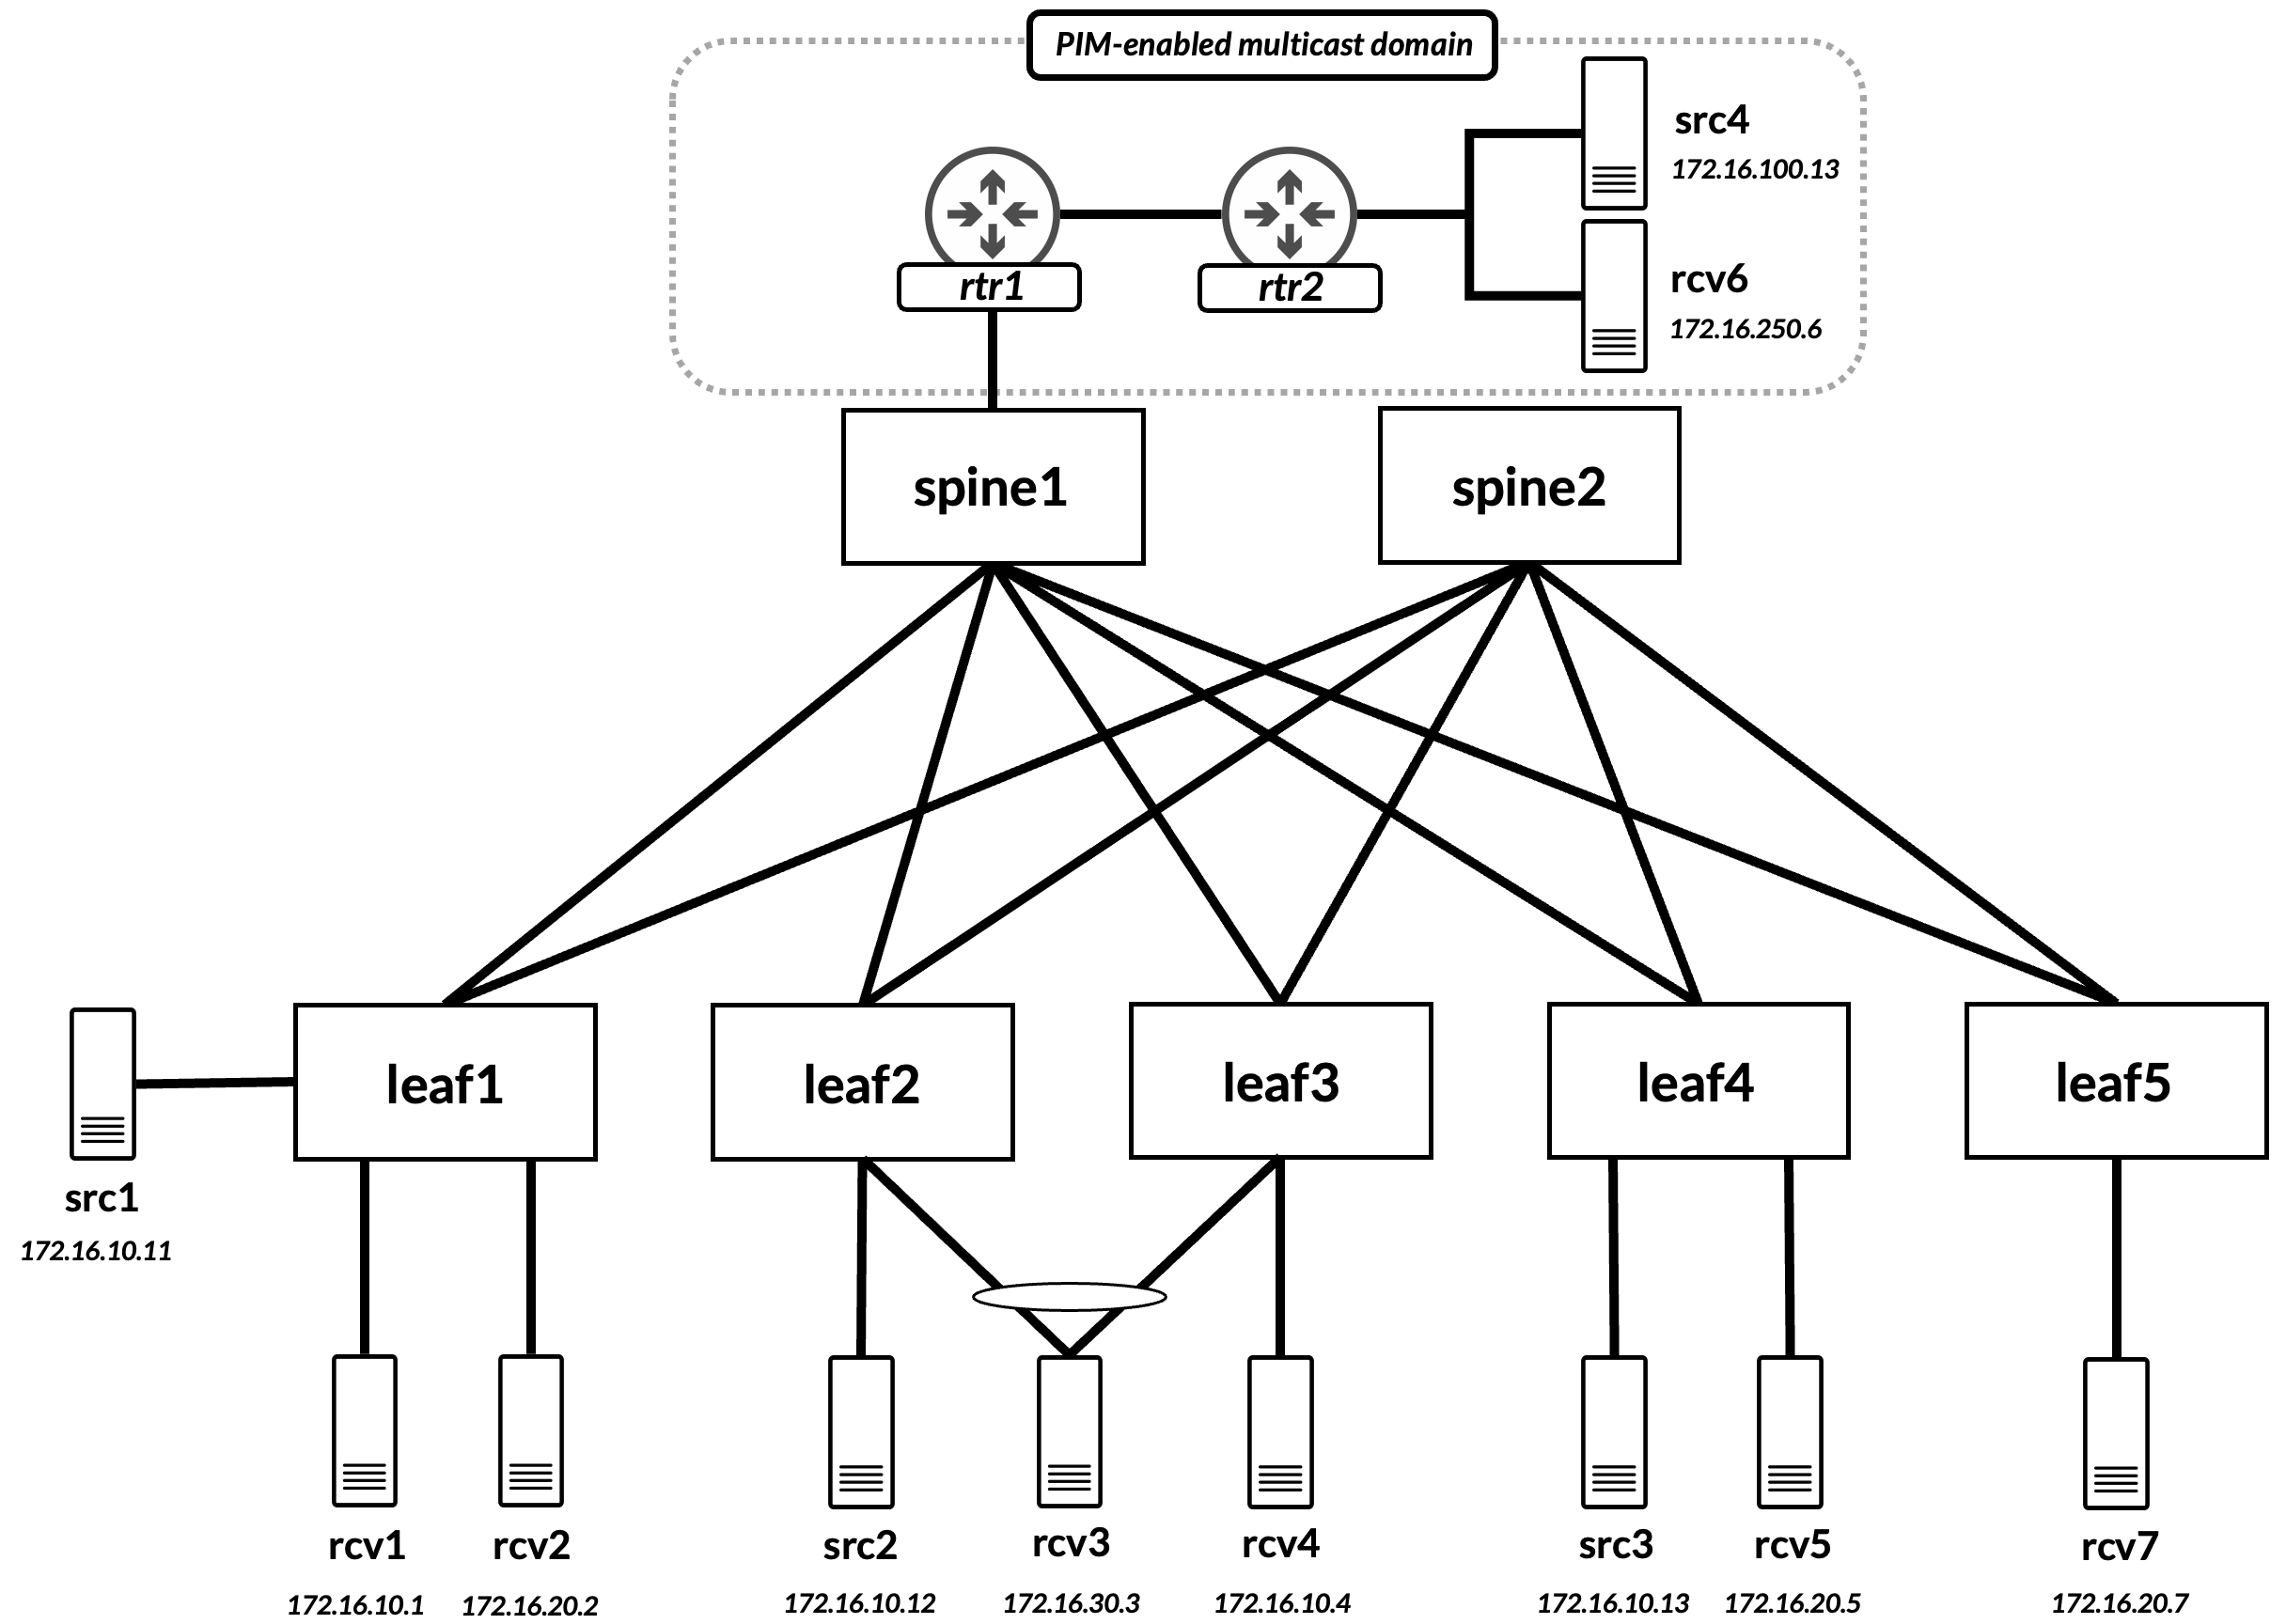 PIM-enabled multicast domain
src4
172.16.100.13
rcv6
172.16.250.6
rtr1
rtr2
spine1
spine2
leaf1
leaf2
leaf3
leaf4
leaf5
src1
172.16.10.11
rcv1
172.16.10.1
rcv2
172.16.20.2
src2
172.16.10.12
rcv3
172.16.30.3
rcv4
172.16.10.4
src3
172.16.10.13
rcv5
172.16.20.5
rcv7
172.16.20.7